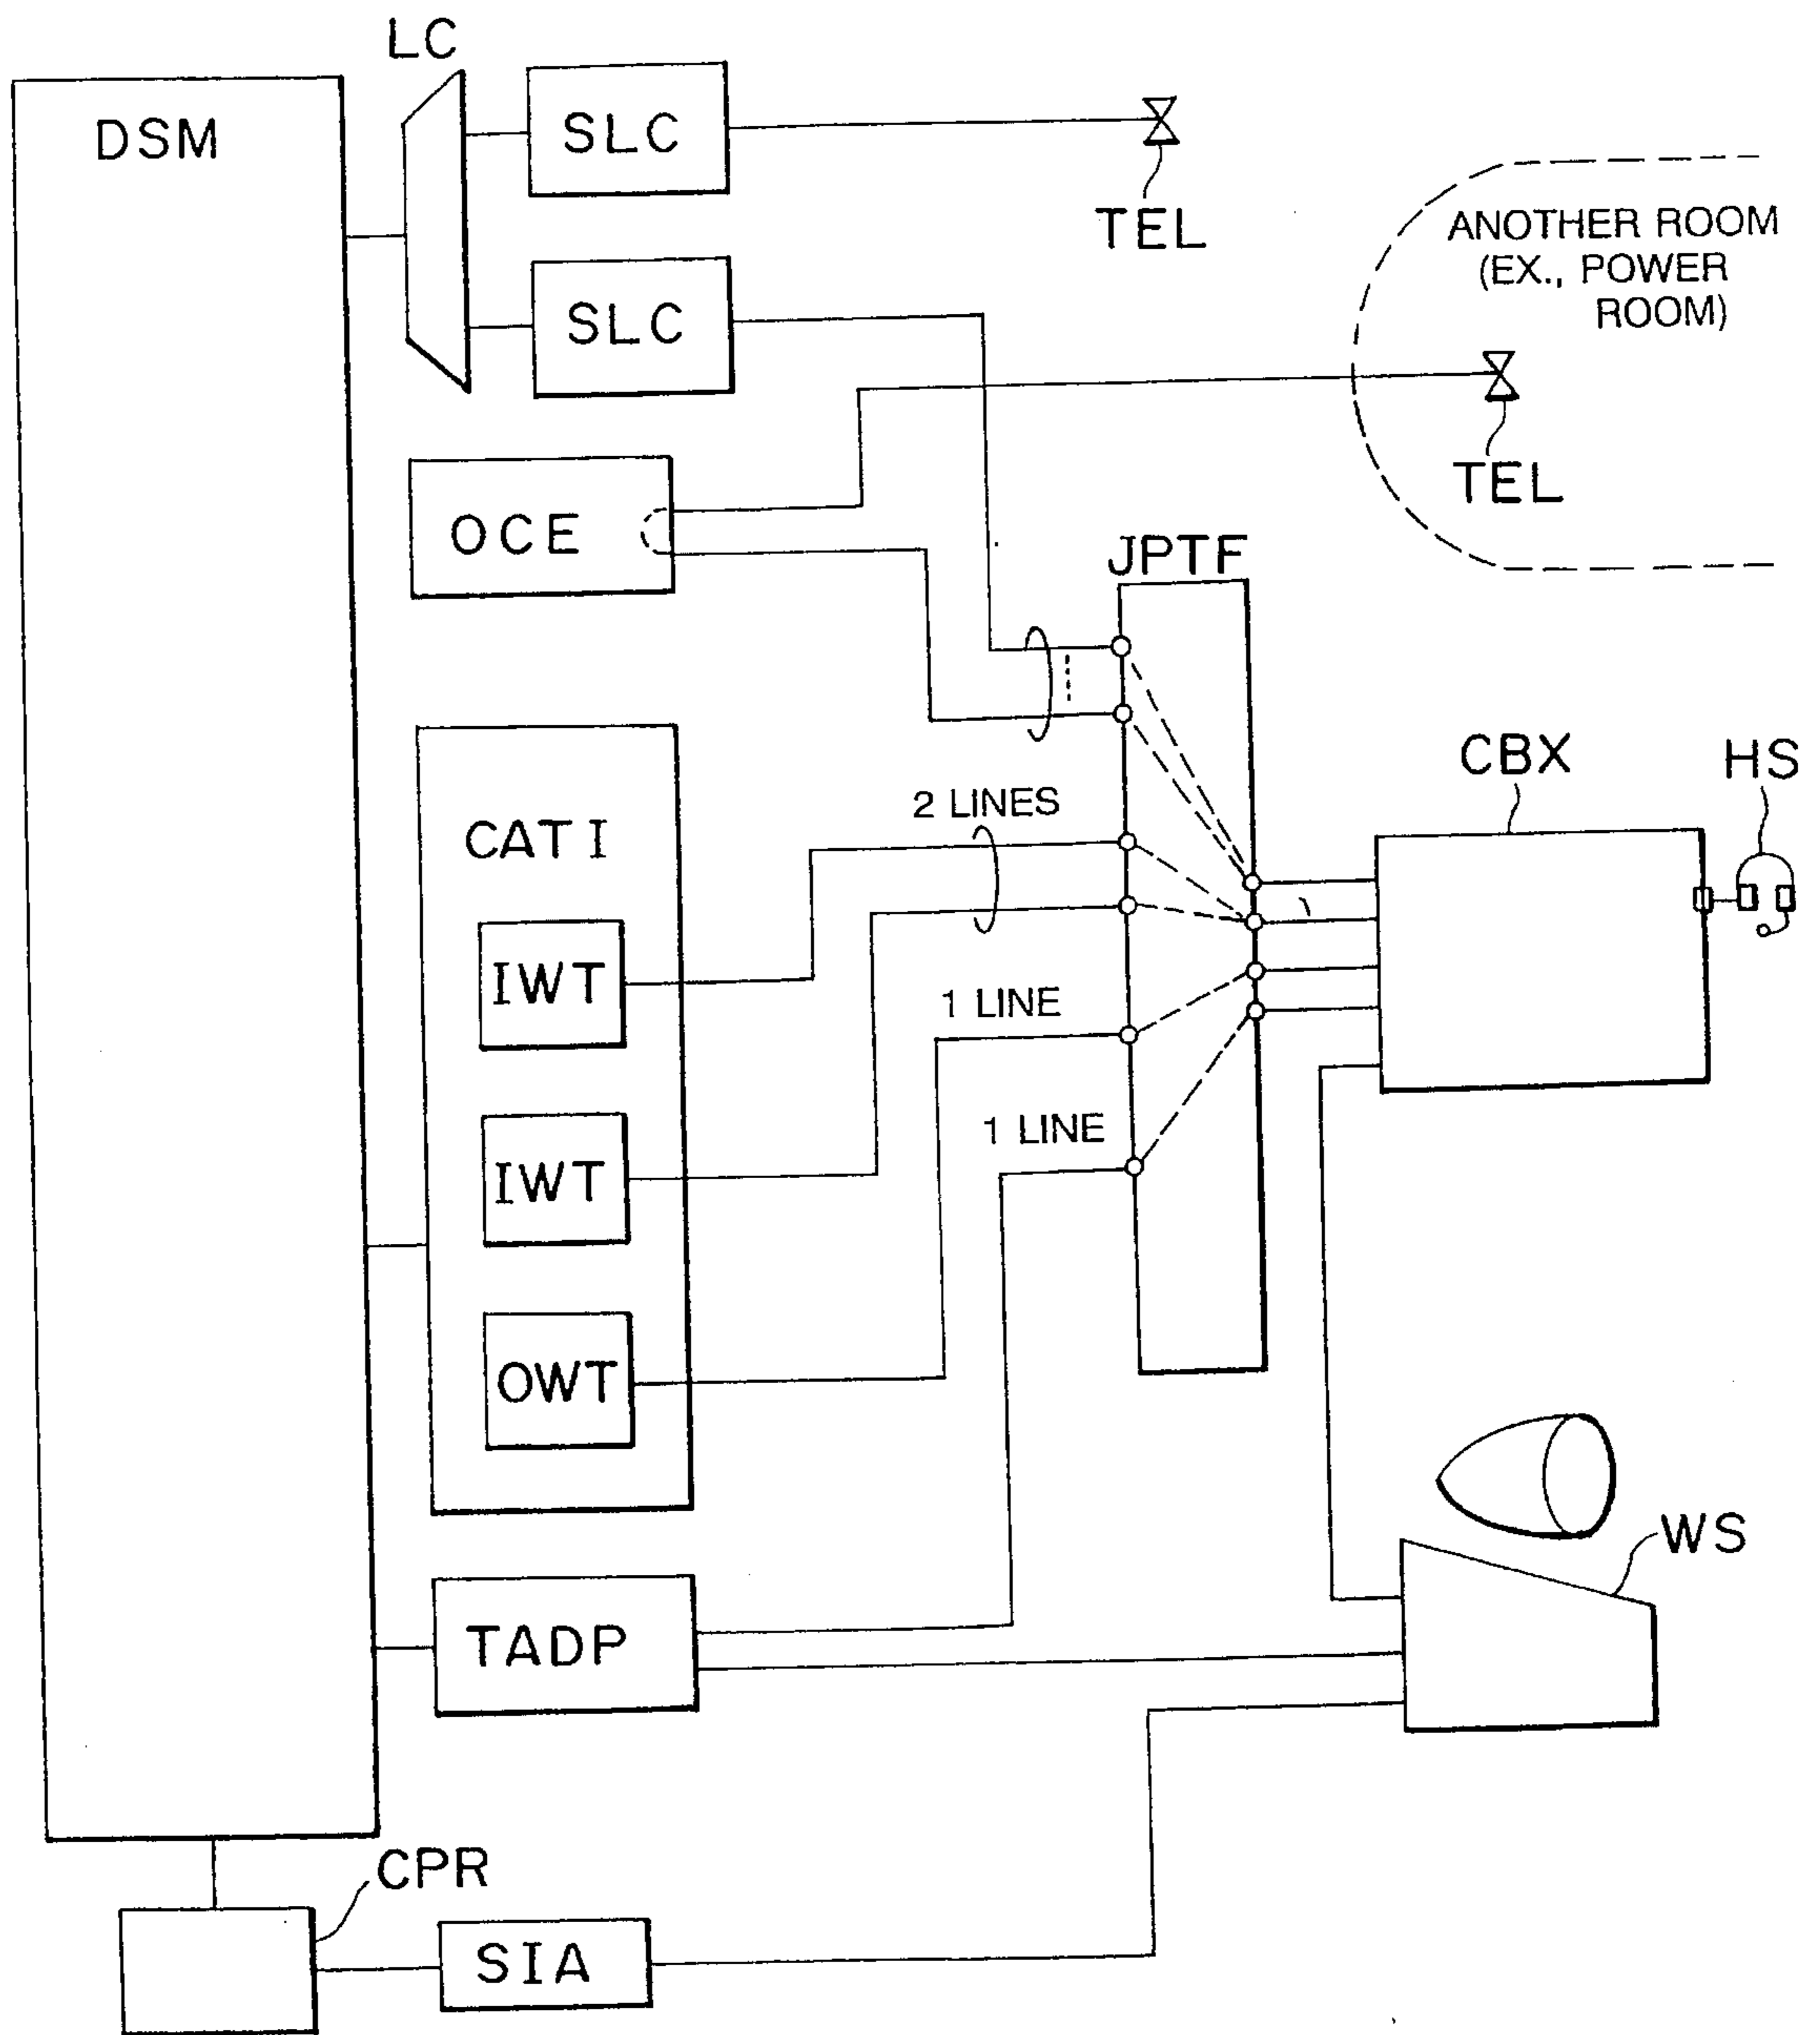 LC
DSM
SLC
TEL
SLC
ANOTHER ROOM
(EX., POWER
ROOM)
TEL
OCE
JPTF
CBX
HS
2 LINES
CATI
IWT
1 LINE
IWT
1 LINE
OWT
WS
TADP
CPR
SIA